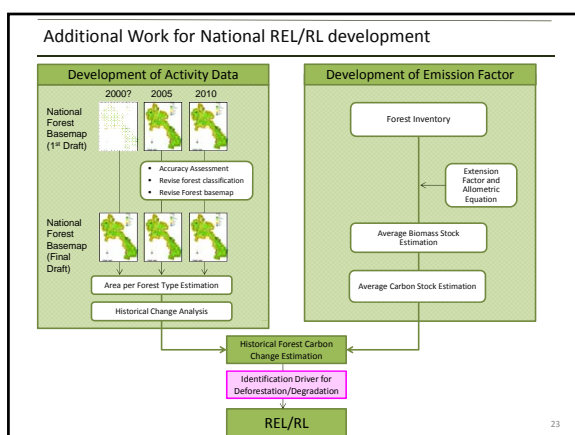 Additional Work for National REL/RL development
Development of Activity Data
2000?
2005
2010
National
Forest
Basemap
(1st Draft)
• Accuracy Assessment
• Revise forest classification
• Revise Forest basemap
National
Forest
Basemap
(Final
Draft)
Area per Forest Type Estimation
Historical Change Analysis
Development of Emission Factor
Forest Inventory
Extension
Factor and
Allometric
Equation
Average Biomass Stock
Estimation
Average Carbon Stock Estimation
Historical Forest Carbon
Change Estimation
Identification Driver for
Deforestation/Degradation
REL/RL
23